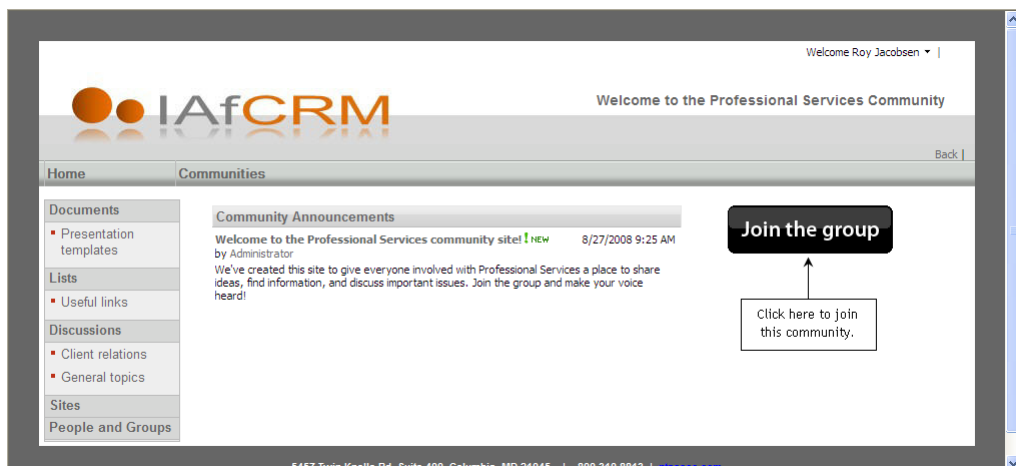 Welcome Roy Jacobsen
IAfCRM
Welcome to the Professional Services Community
Back |
Home Communities
Documents
Presentation
templates
Lists
Useful links
Discussions
Client relations
General topics
Sites
People and Groups
Community Announcements
Welcome to the Professional Services community site! ! NEW 8/27/2008 9:25 AM
by Administrator
We've created this site to give everyone involved with Professional Services a place to share
ideas, find information, and discuss important issues. Join the group and make your voice
heard!
Join the group
Click here to join
this community.